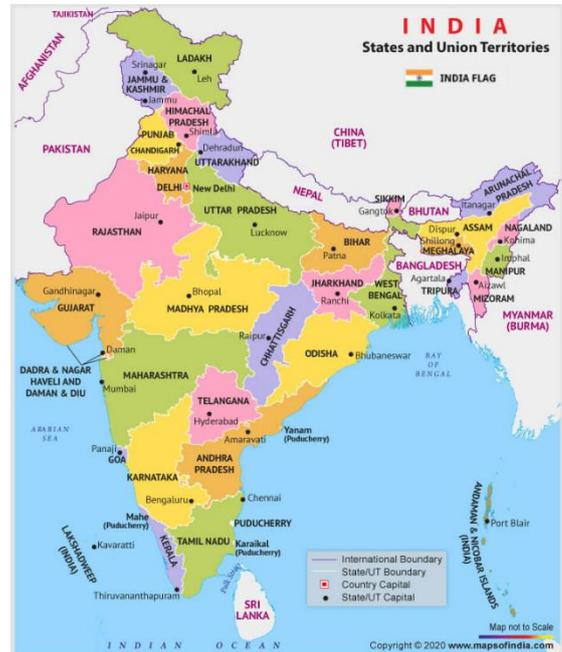 INDIA
States and Union Territories
INDIA FLAG
TAJIKISTAN
AFGHANISTAN
LADAKH
Srinagar
Leh
JAMMU &
KASHMIR
Jammu
HIMACHAL
PRADESH
Shimla
PUNJAB
CHANDIGARH
Dehradun
UTTARAKHAND
PAKISTAN
CHINA
(TIBET)
HARYANA
DELHI
New Delhi
NEPAL
SIKKIM
Gangtok
BHUTAN
ARUNACHAL
PRADESH
Itanagar
RAJASTHAN
Jaipur
UTTAR PRADESH
Lucknow
BIHAR
Patna
Dispur
ASSAM
NAGALAND
Shillong
Kohima
MEGHALAYA
Imphal
MANIPUR
BANGLADESH
Agartala
TRIPURA
Aizawl
MIZORAM
MYANMAR
(BURMA)
Gandhinagar
GUJARAT
Bhopal
MADHYA PRADESH
JHARKHAND
Ranchi
WEST
BENGAL
Kolkata
Raipur
CHHATTISGARH
Daman
DADRA & NAGAR
HAVELI AND
DAMAN & DIU
MAHARASHTRA
Mumbai
ODISHA
Bhubaneswar
BAY
OF
BENGAL
TELANGANA
Hyderabad
ARABIAN
SEA
Amaravati
Yanam
(Puducherry)
Panaji
GOA
ANDHRA
PRADESH
KARNATAKA
Bengaluru
Chennai
Mahe
(Puducherry)
PUDUCHERRY
TAMIL NADU
Karaikal
(Puducherry)
KERALA
LAKSHADWEEP
(INDIA)
Kavaratti
Thiruvananthapuram
Palk Strait
SRI
LANKA
ANDAMAN & NICOBAR ISLANDS
(INDIA)
Port Blair
International Boundary
State/UT Boundary
Country Capital
State/UT Capital
INDIAN OCEAN
Map not to Scale
Copyright © 2020 www.mapsofindia.com